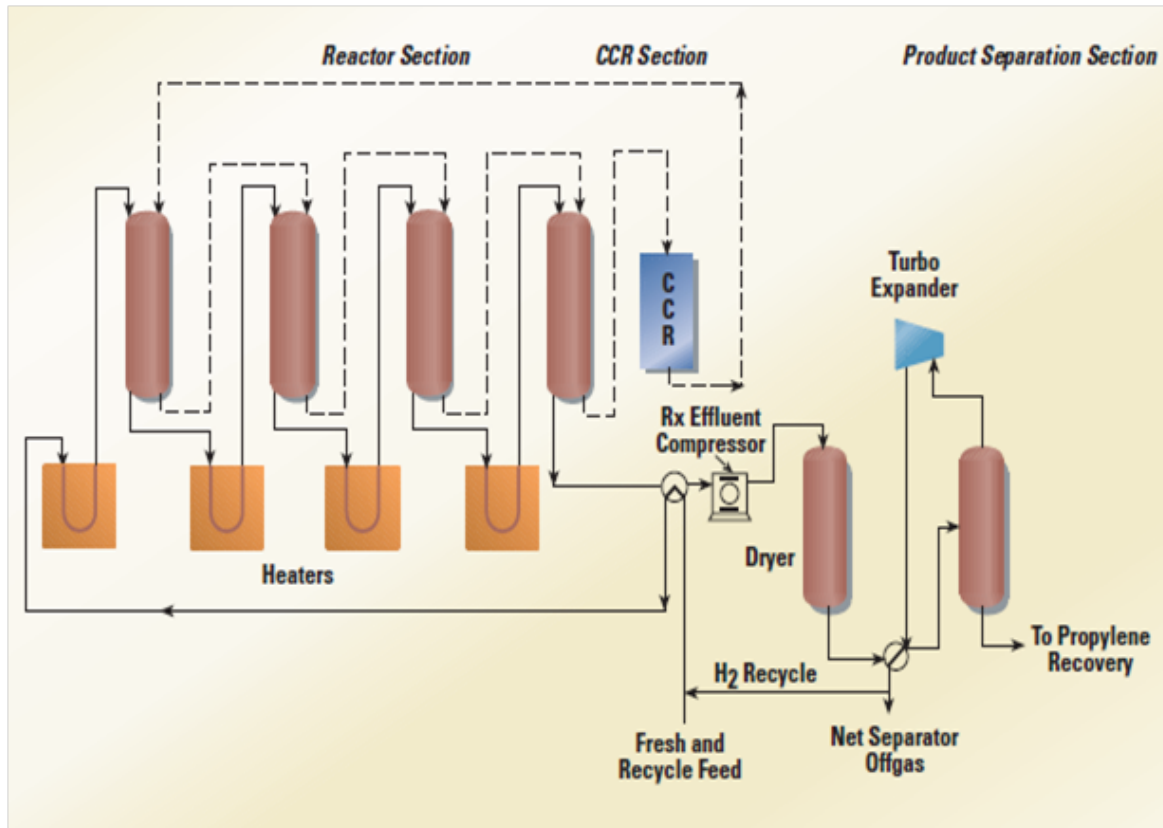 Reactor Section
CCR Section
Product Separation Section
C
C
R
Turbo
Expander
Rx Effluent
Compressor
Heaters
Dryer
To Propylene
Recovery
H2 Recycle
Fresh and
Recycle Feed
Net Separator
Offgas